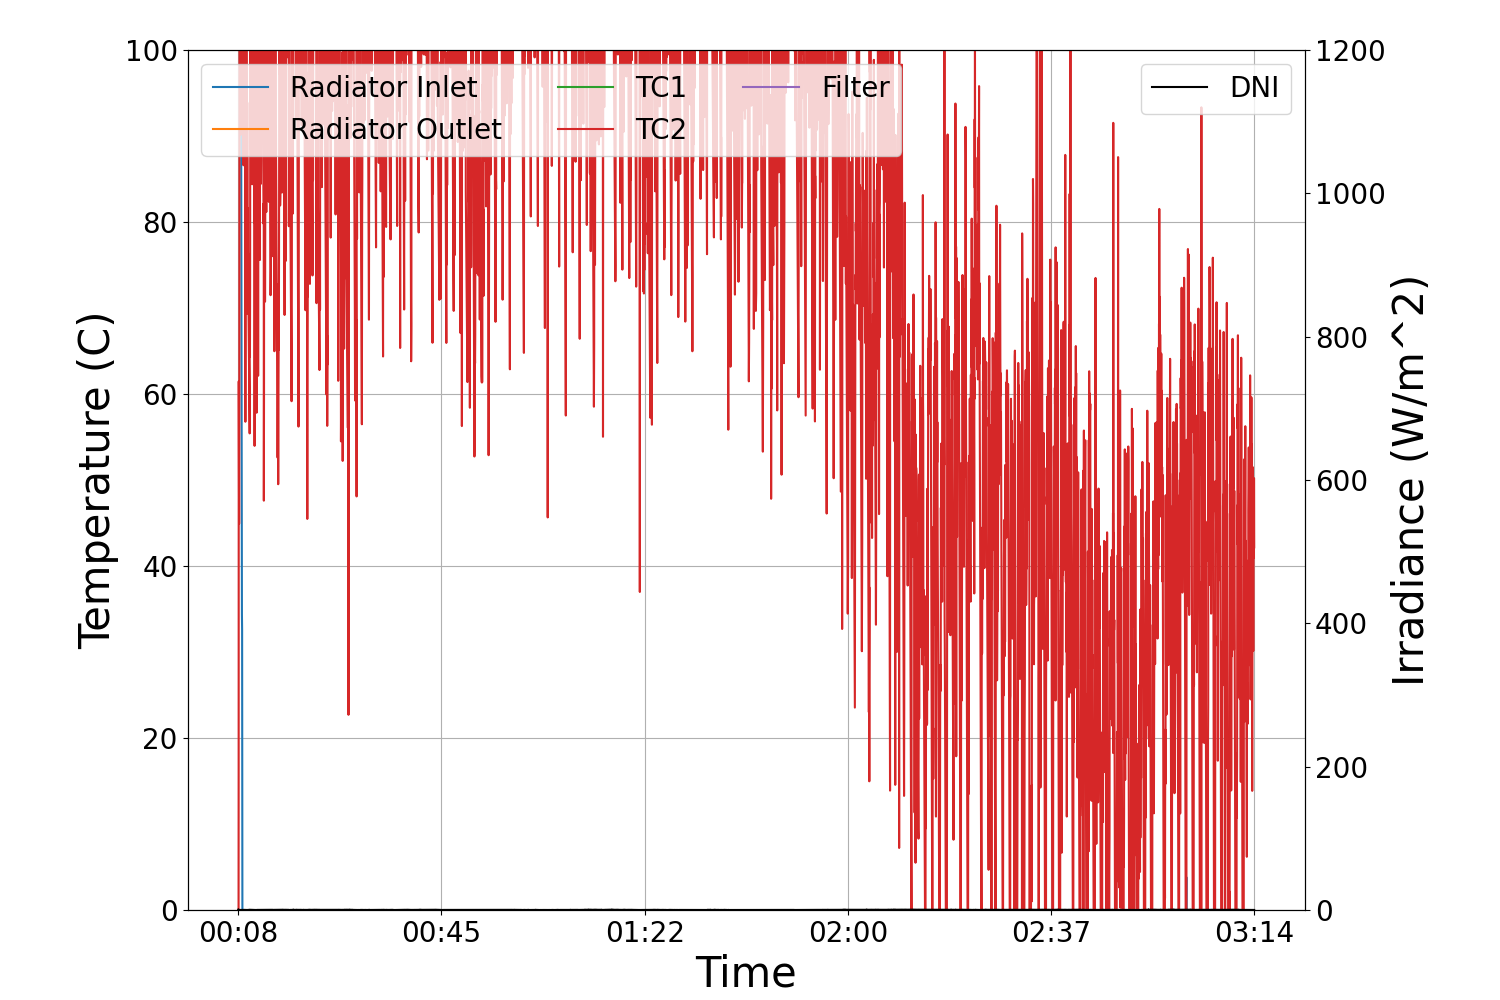 100
80
60
40
20
0
Temperature (C)
Radiator Inlet
Radiator Outlet
TC1
TC2
Filter
DNI
1200
1000
800
600
400
200
0
Irradiance (W/m^2)
00:08
00:45
01:22
02:00
02:37
03:14
Time